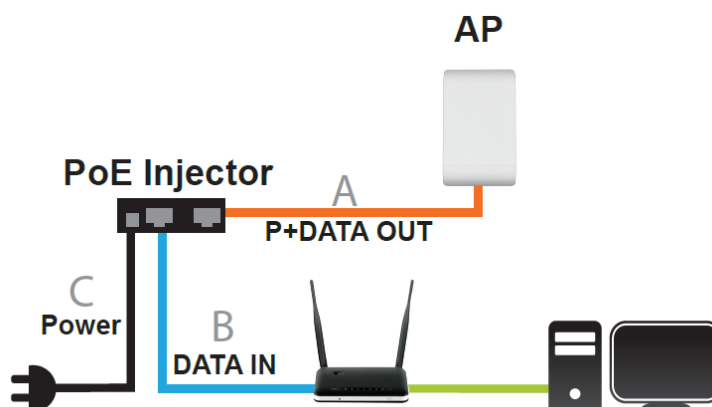 AP
PoE Injector
A
P+DATA OUT
C
Power
B
DATA IN